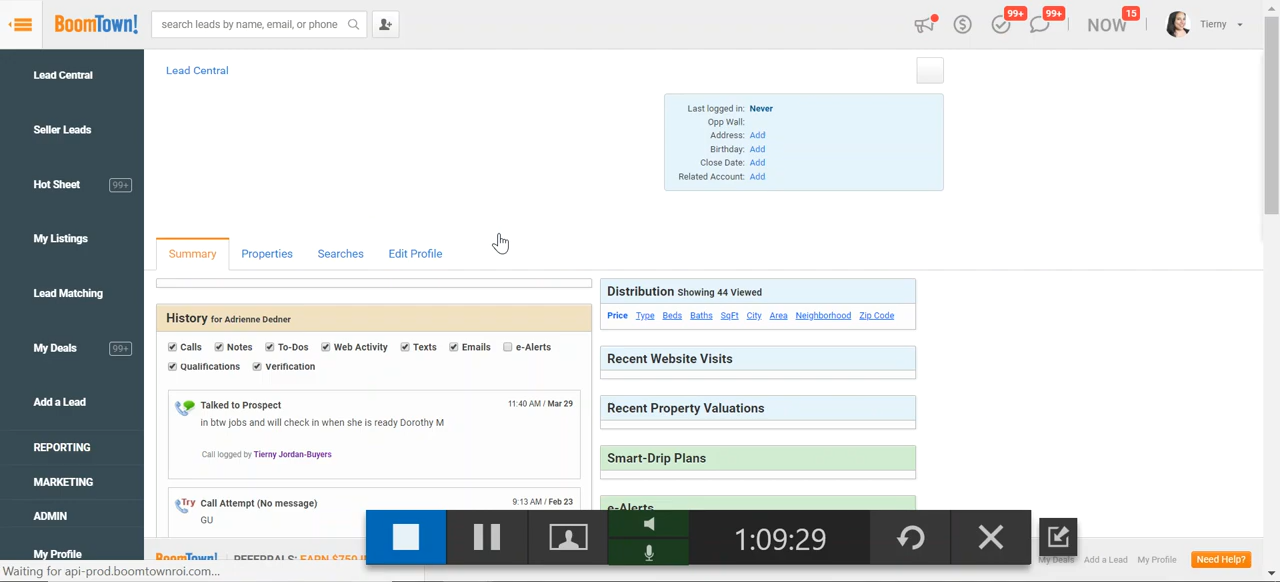 BoomTown!
search leads by name, email, or phone
99+
99+
NOW
15
Tierny
Lead Central
Seller Leads
Hot Sheet
99+
My Listings
Lead Matching
My Deals
99+
Add a Lead
REPORTING
MARKETING
ADMIN
My Profile
Lead Central
Last logged in: Never
Opp Wall:
Address: Add
Birthday: Add
Close Date: Add
Related Account: Add
Summary
Properties
Searches
Edit Profile
History for Adrienne Dedner
Calls
Notes
To-Dos
Web Activity
Texts
Emails
e-Alerts
Qualifications
Verification
Talked to Prospect
11:40 AM / Mar 29
in btw jobs and will check in when she is ready Dorothy M
Call logged by Tierny Jordan-Buyers
Try
Call Attempt (No message)
9:13 AM / Feb 23
GU
Distribution Showing 44 Viewed
Price Type Beds Baths SqFt City Area Neighborhood Zip Code
Recent Website Visits
Recent Property Valuations
Smart-Drip Plans
e-Alerts
1:09:29
BoomTown! REFERRALS: EARN $750
My Deals
Add a Lead
My Profile
Need Help?
Waiting for api-prod.boomtownroi.com...